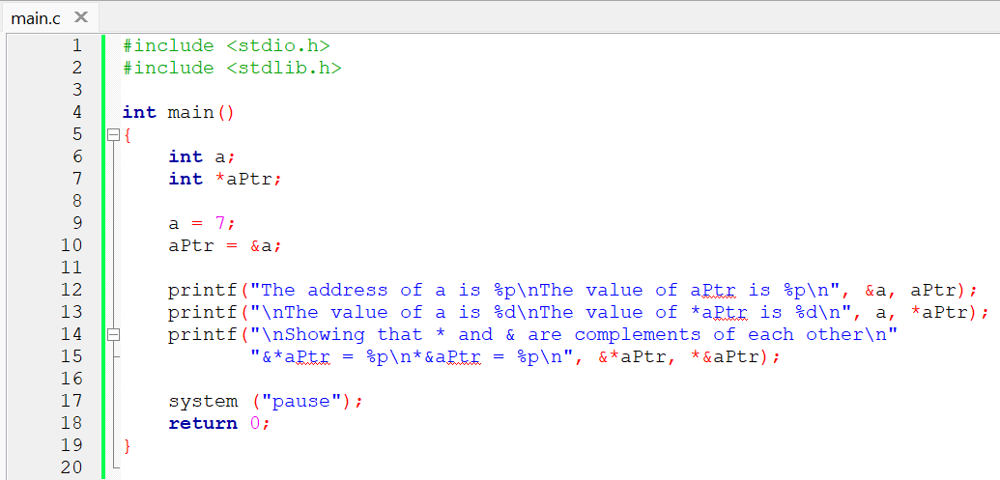 main.c ×
1 #include <stdio.h>
2 #include <stdlib.h>
3
4 int main()
5 {
6     int a;
7     int *aPtr;
8
9     a = 7;
10     aPtr = &a;
11
12     printf("The address of a is %p\nThe value of aPtr is %p\n", &a, aPtr);
13     printf("\nThe value of a is %d\nThe value of *aPtr is %d\n", a, *aPtr);
14     printf("\nShowing that * and & are complements of each other\n"
15            "&*aPtr = %p\n*&aPtr = %p\n", &*aPtr, *&aPtr);
16
17     system ("pause");
18     return 0;
19 }
20